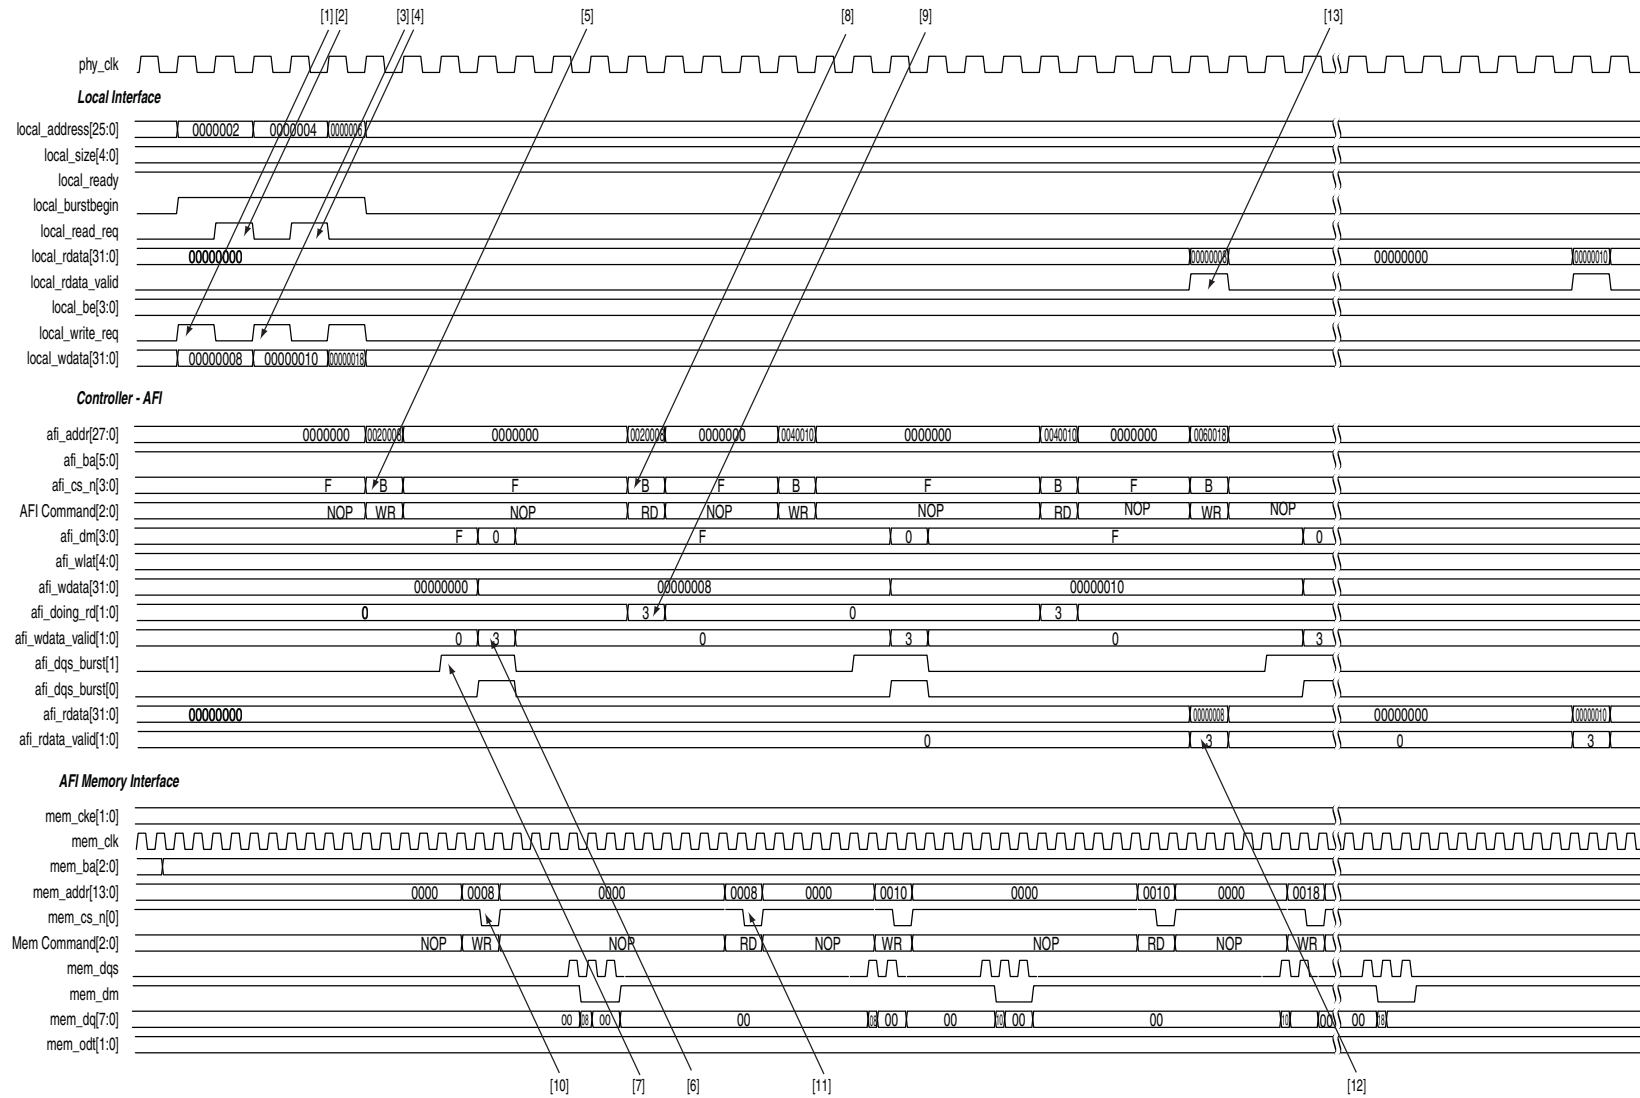 [1] [2] [3] [4] [5] [8] [9] [13]
phy_clk
Local Interface
local_address[25:0] 0000002 0000004 0000006
local_size[4:0]
local_ready
local_burstbegin
local_read_req
local_rdata[31:0] 00000000 00000008 00000000 00000010
local_rdata_valid
local_be[3:0]
local_write_req
local_wdata[31:0] 00000008 00000010 00000018
Controller - AFI
afi_addr[27:0] 0000000 0020008 0000000 0020008 0000000 0040010 0000000 0040010 0000000 0060018
afi_ba[5:0]
afi_cs_n[3:0] F B F B F B F B F B
AFI Command[2:0] NOP WR NOP RD NOP WR NOP RD NOP WR NOP
afi_dm[3:0] F 0 F 0 F 0
afi_wlat[4:0]
afi_wdata[31:0] 00000000 00000008 00000010
afi_doing_rd[1:0] 0 3 0 3
afi_wdata_valid[1:0] 0 3 0 3 0 3
afi_dqs_burst[1]
afi_dqs_burst[0]
afi_rdata[31:0] 00000000 00000008 00000000 00000010
afi_rdata_valid[1:0] 0 3 0 3
AFI Memory Interface
mem_cke[1:0]
mem_clk
mem_ba[2:0]
mem_addr[13:0] 0000 0008 0000 0008 0000 0010 0000 0010 0000 0018
mem_cs_n[0]
Mem Command[2:0] NOP WR NOP RD NOP WR NOP RD NOP WR
mem_dqs
mem_dm
mem_dq[7:0] 00 08 00 00 08 00 00 10 00 00 10 00 00 18
mem_odt[1:0]
[10] [7] [6] [11] [12]